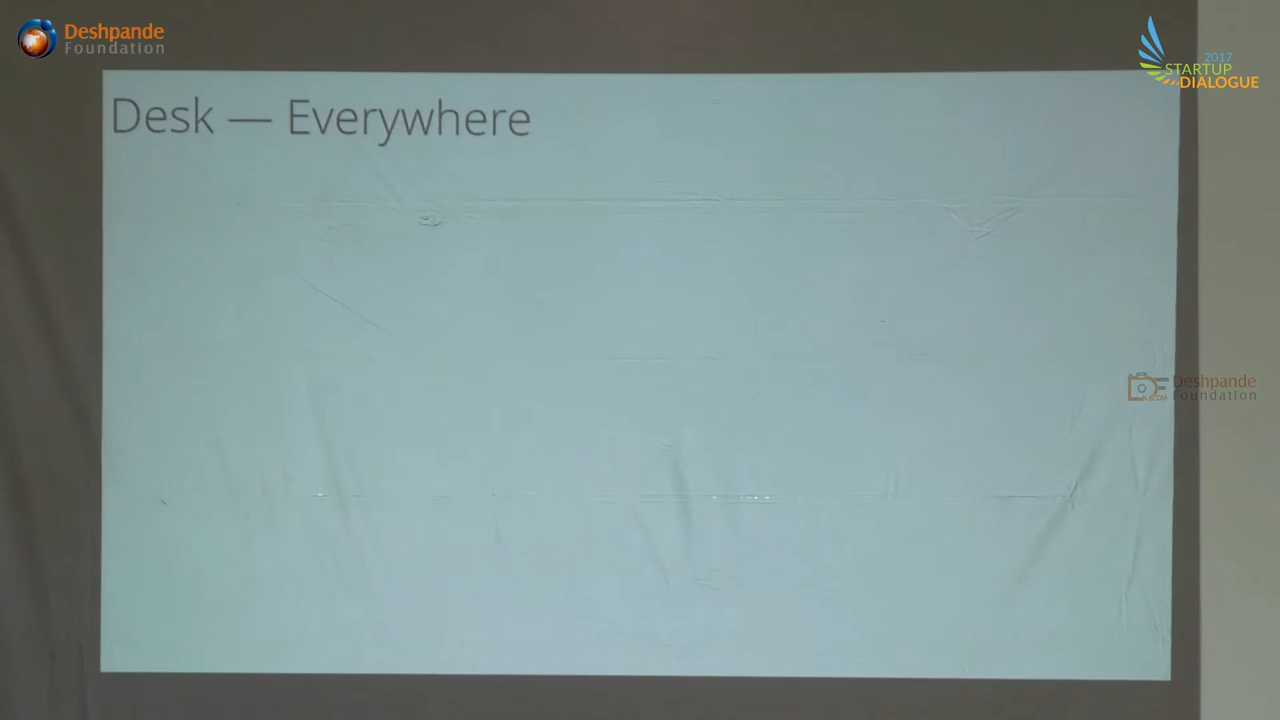 Deshpande
Foundation
2017
STARTUP
DIALOGUE
Desk — Everywhere
Deshpande
Foundation